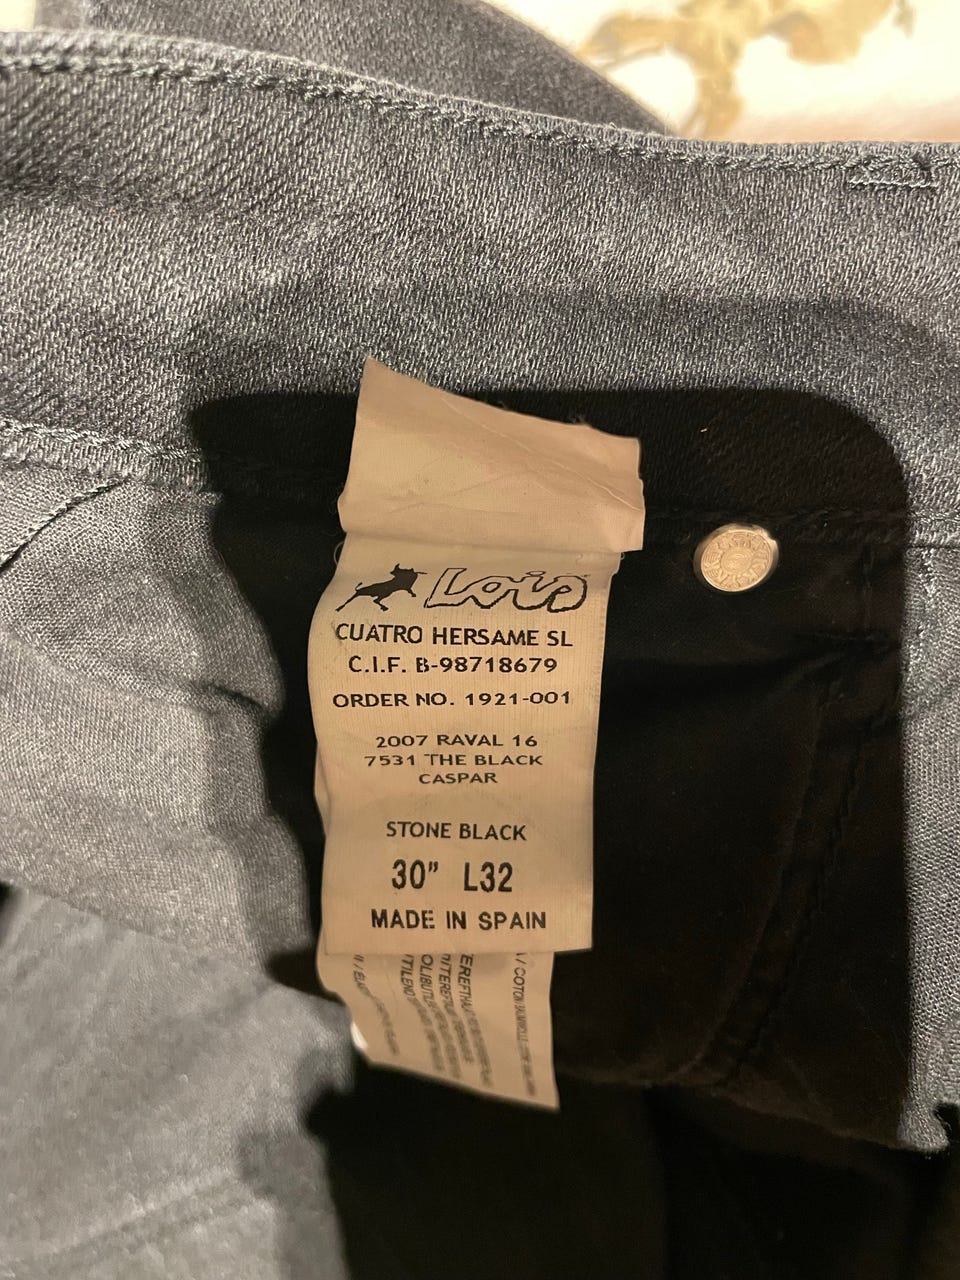 Lois
CUATRO HERSAME SL
C.I.F. B-98718679
ORDER NO. 1921-001
2007 RAVAL 16
7531 THE BLACK
CASPAR
STONE BLACK
30” L32
MADE IN SPAIN
/ COTON